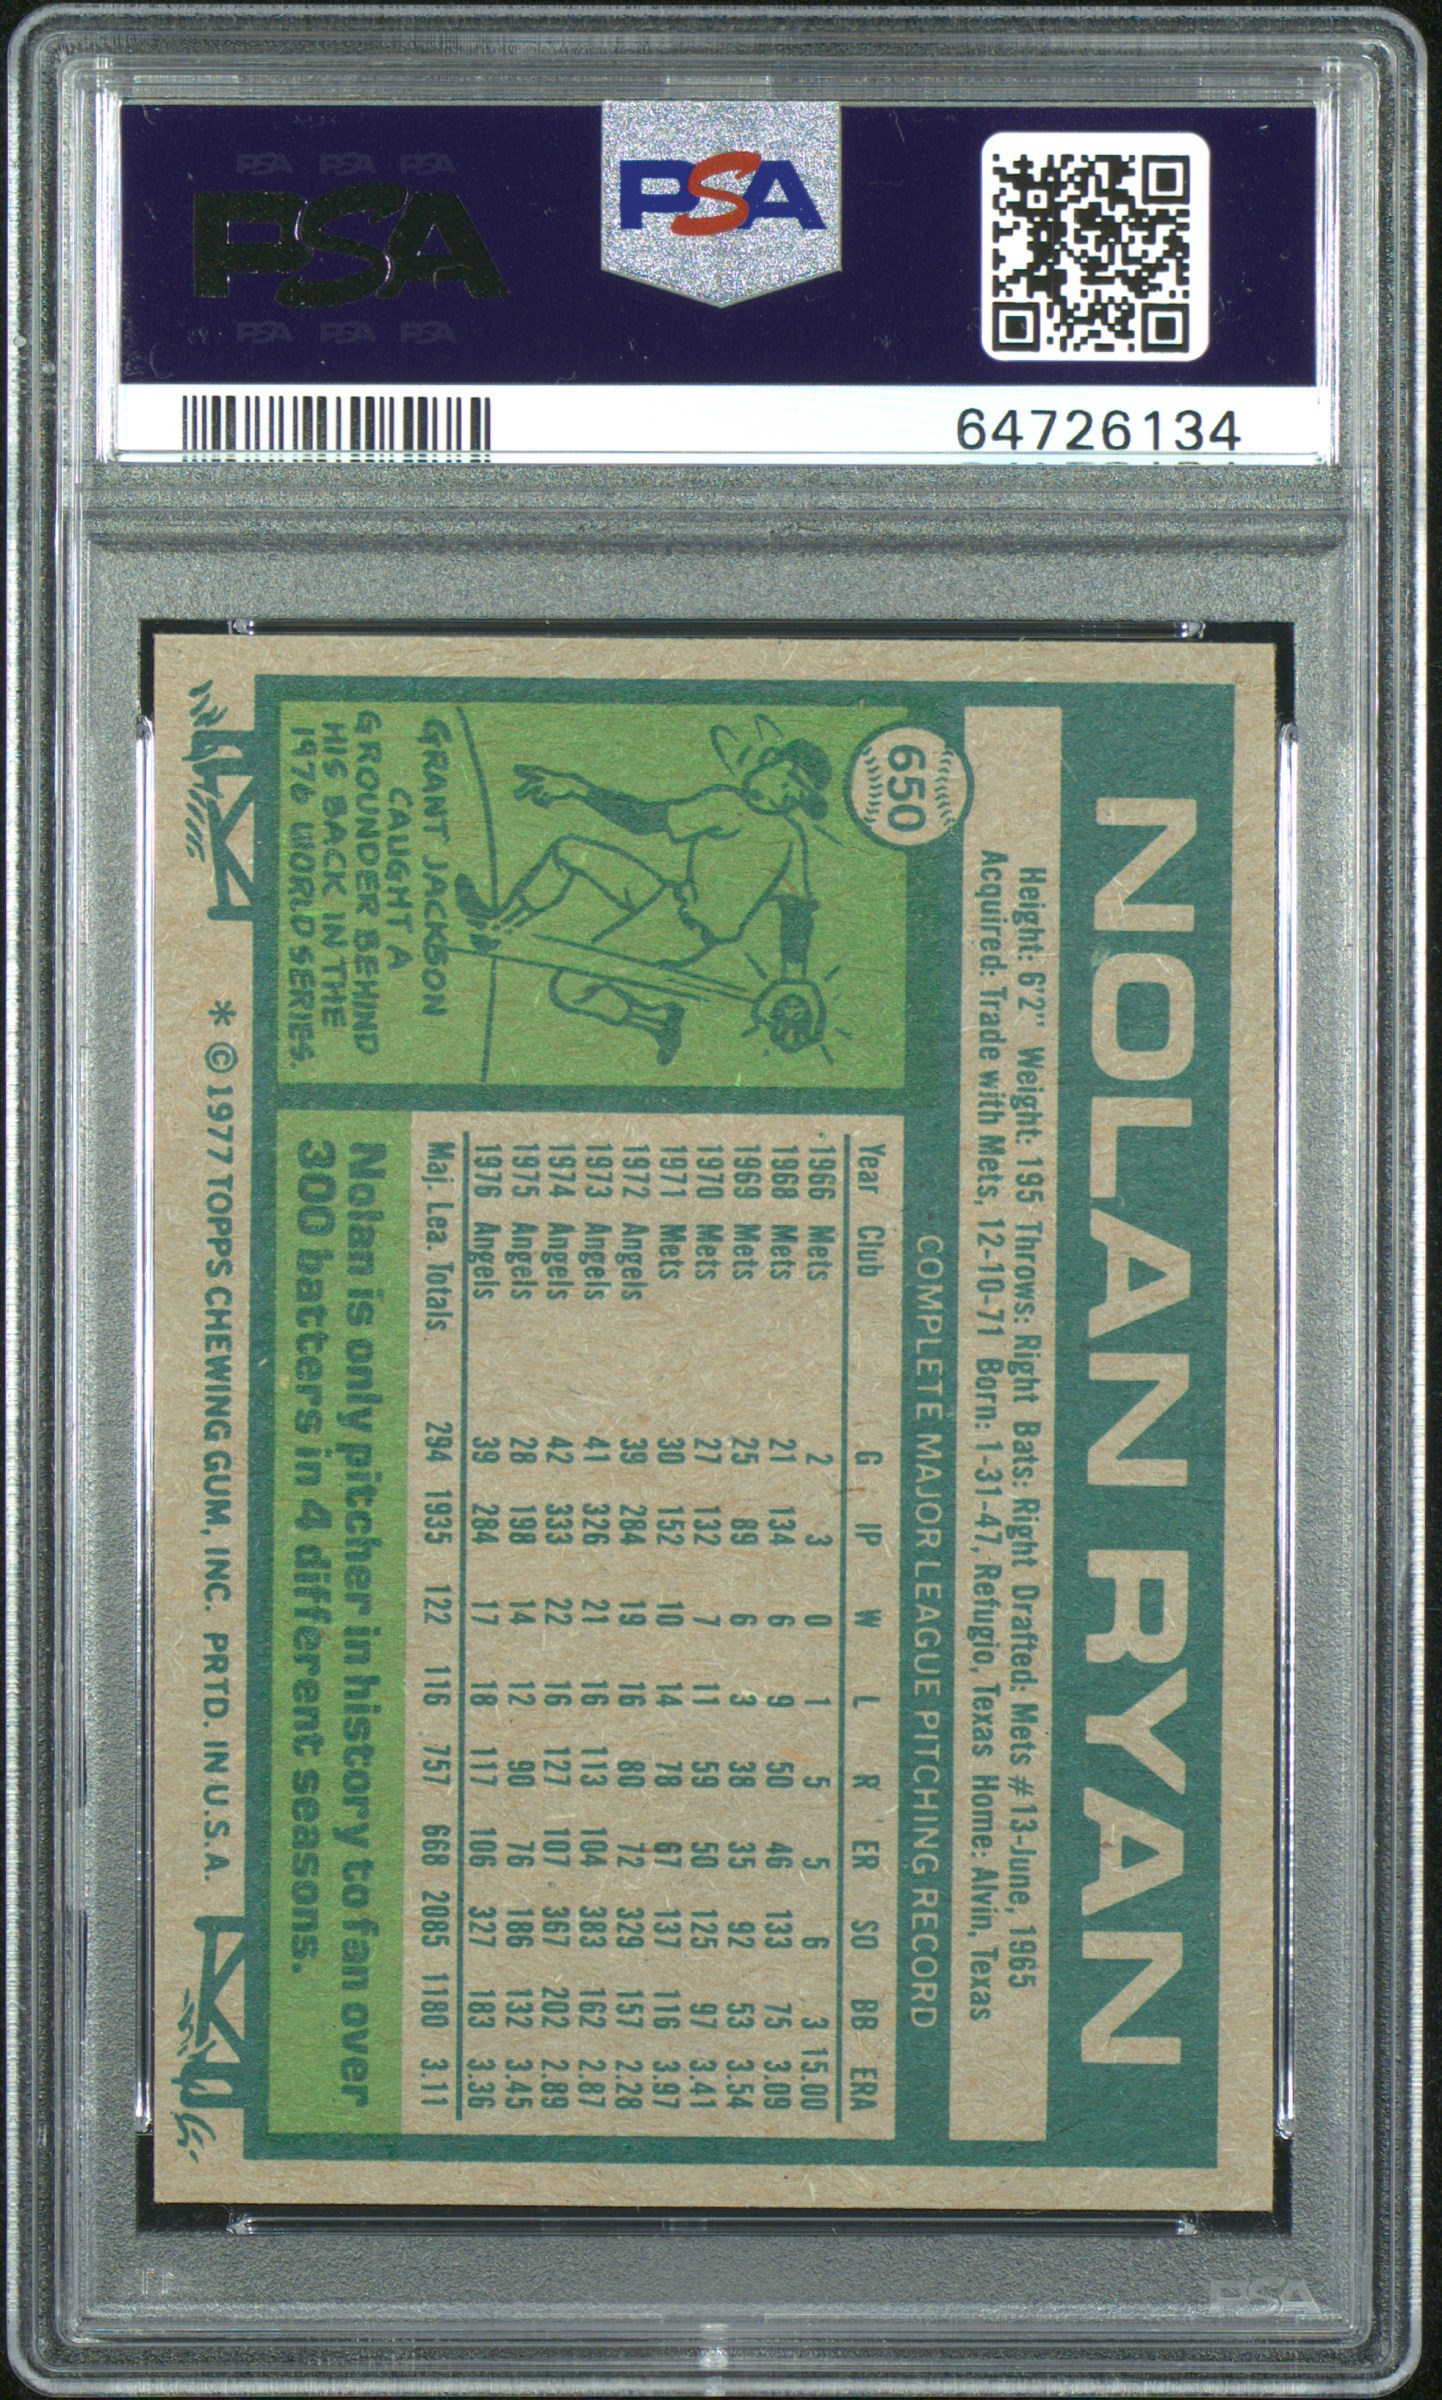 PSA PSA PSA
PSA
PSA PSA PSA
PSA
64726134
NOLAN RYAN
Height: 6'2" Weight: 195 Throws: Right Bats: Right Drafted: Mets #13-June, 1965
Acquired: Trade with Mets, 12-10-71 Born: 1-31-47, Refugio, Texas Home: Alvin, Texas
650
COMPLETE MAJOR LEAGUE PITCHING RECORD
Year Club G IP W L R ER SO BB ERA
1966 Mets 2 3 0 1 5 5 6 3 15.00
1968 Mets 21 134 6 9 50 46 133 75 3.09
1969 Mets 25 89 6 3 38 35 92 53 3.54
1970 Mets 27 132 7 11 59 50 125 97 3.41
1971 Mets 30 152 10 14 78 67 137 116 3.97
1972 Angels 39 284 19 16 80 72 329 157 2.28
1973 Angels 41 326 21 16 113 104 383 162 2.87
1974 Angels 42 333 22 16 127 107 367 202 2.89
1975 Angels 28 198 14 12 90 76 186 132 3.45
1976 Angels 39 284 17 18 117 106 327 183 3.36
Maj. Lea. Totals 294 1935 122 116 757 668 2085 1180 3.11
GRANT JACKSON
CAUGHT A
GROUNDER BEHIND
HIS BACK IN THE
1976 WORLD SERIES.
Nolan is only pitcher in history to fan over
300 batters in 4 different seasons.
* © 1977 TOPPS CHEWING GUM, INC. PRTD. IN U.S.A.
PSA